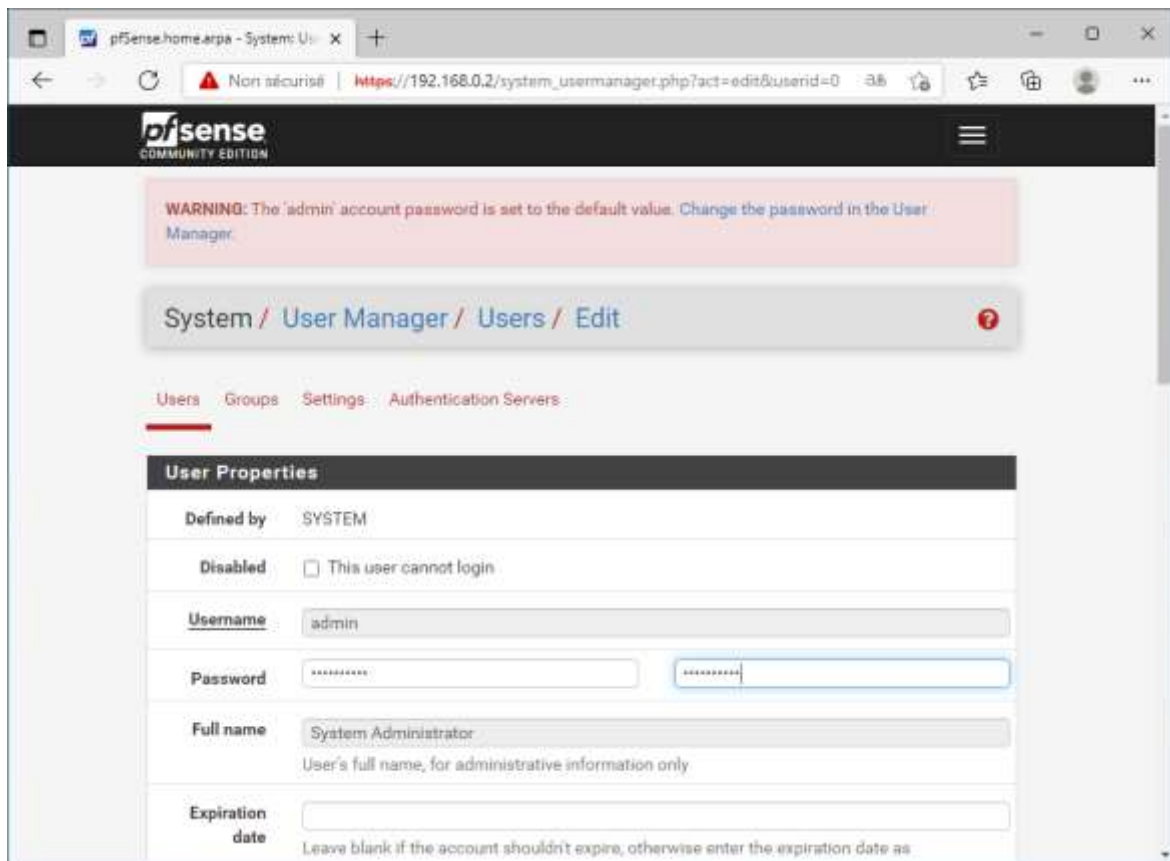 pfSense.home.arpa - System: Us
Non sécurisé | https://192.168.0.2/system_usermanager.php?act=edit&userid=0
pfsense
COMMUNITY EDITION
WARNING: The 'admin' account password is set to the default value. Change the password in the User
Manager.
System / User Manager / Users / Edit
Users Groups Settings Authentication Servers
User Properties
Defined by SYSTEM
Disabled This user cannot login
Username admin
Password •••••••••• ••••••••••
Full name System Administrator
User's full name, for administrative information only
Expiration
date
Leave blank if the account shouldn't expire, otherwise enter the expiration date as